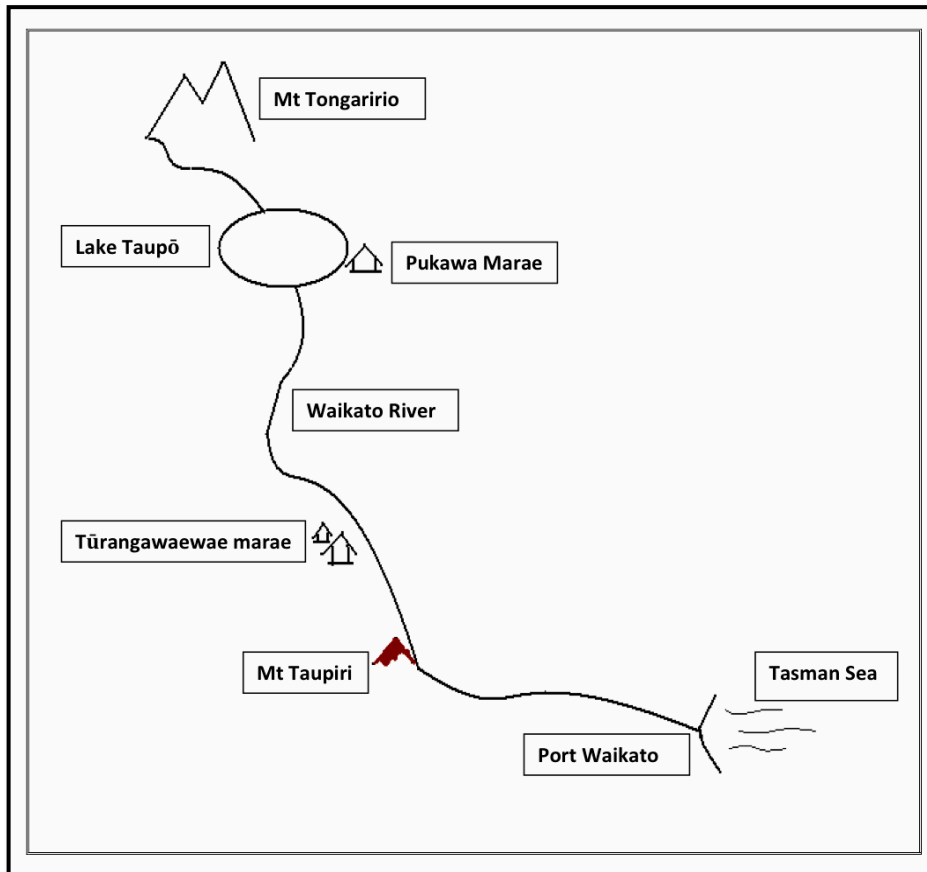 Mt Tongaririo
Lake Taupō
Pukawa Marae
Waikato River
Tūrangawaewae marae
Mt Taupiri
Tasman Sea
Port Waikato